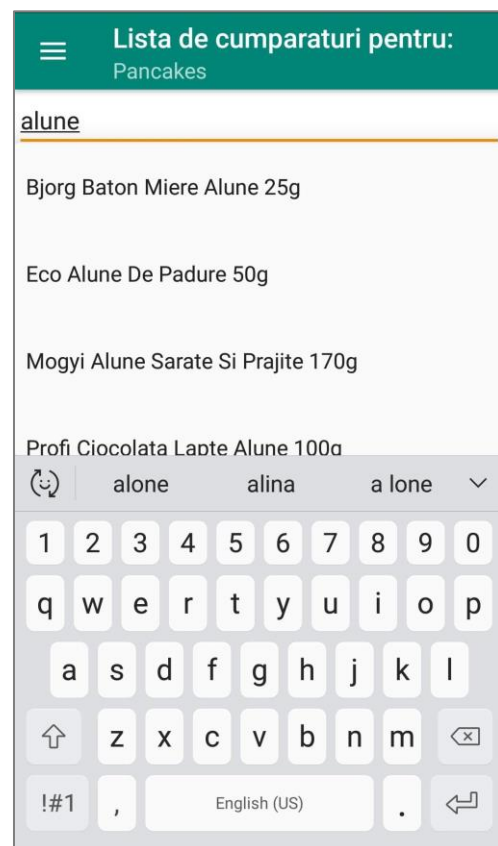 Lista de cumparaturi pentru:
Pancakes
alune
Bjorg Baton Miere Alune 25g
Eco Alune De Padure 50g
Mogyi Alune Sarate Si Prajite 170g
Profi Ciocolata Lapte Alune 100g
alone alina a lone
1 2 3 4 5 6 7 8 9 0
q w e r t y u i o p
a s d f g h j k l
z x c v b n m
!#1 , English (US) .